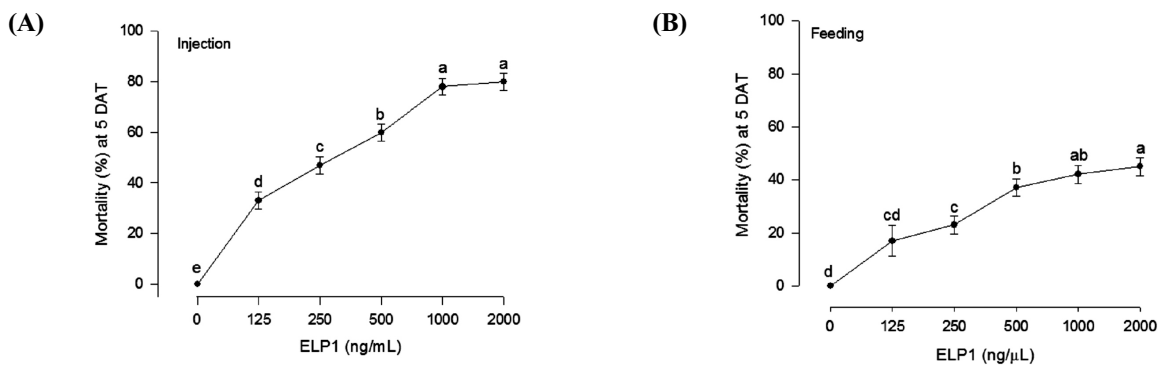 (A)
Injection
Mortality (%) at 5 DAT
100
80
60
40
20
0
e
d
c
b
a
a
0 125 250 500 1000 2000
ELP1 (ng/mL)
(B)
Feeding
Mortality (%) at 5 DAT
100
80
60
40
20
0
d
cd
c
b
ab
a
0 125 250 500 1000 2000
ELP1 (ng/μL)